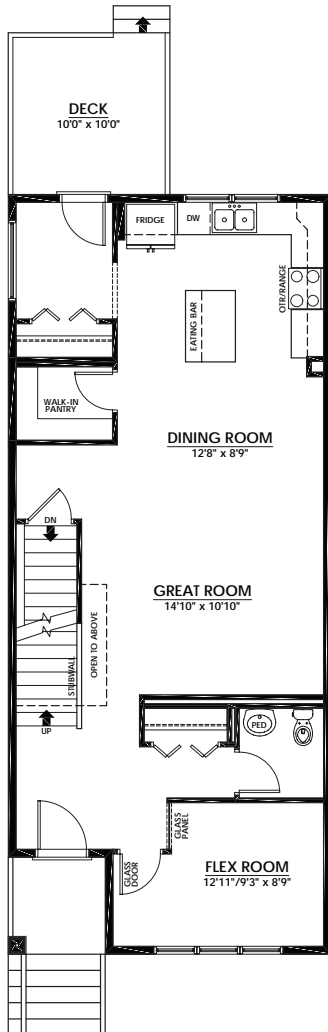 DECK
10'0" x 10'0"
FRIDGE
DW
OTR/RANGE
EATING BAR
WALK-IN
PANTRY
DINING ROOM
12'8" x 8'9"
DN
GREAT ROOM
14'10" x 10'10"
OPEN TO ABOVE
STUBWALL
UP
PED
GLASS
PANEL
GLASS
DOOR
FLEX ROOM
12'11"/9'3" x 8'9"